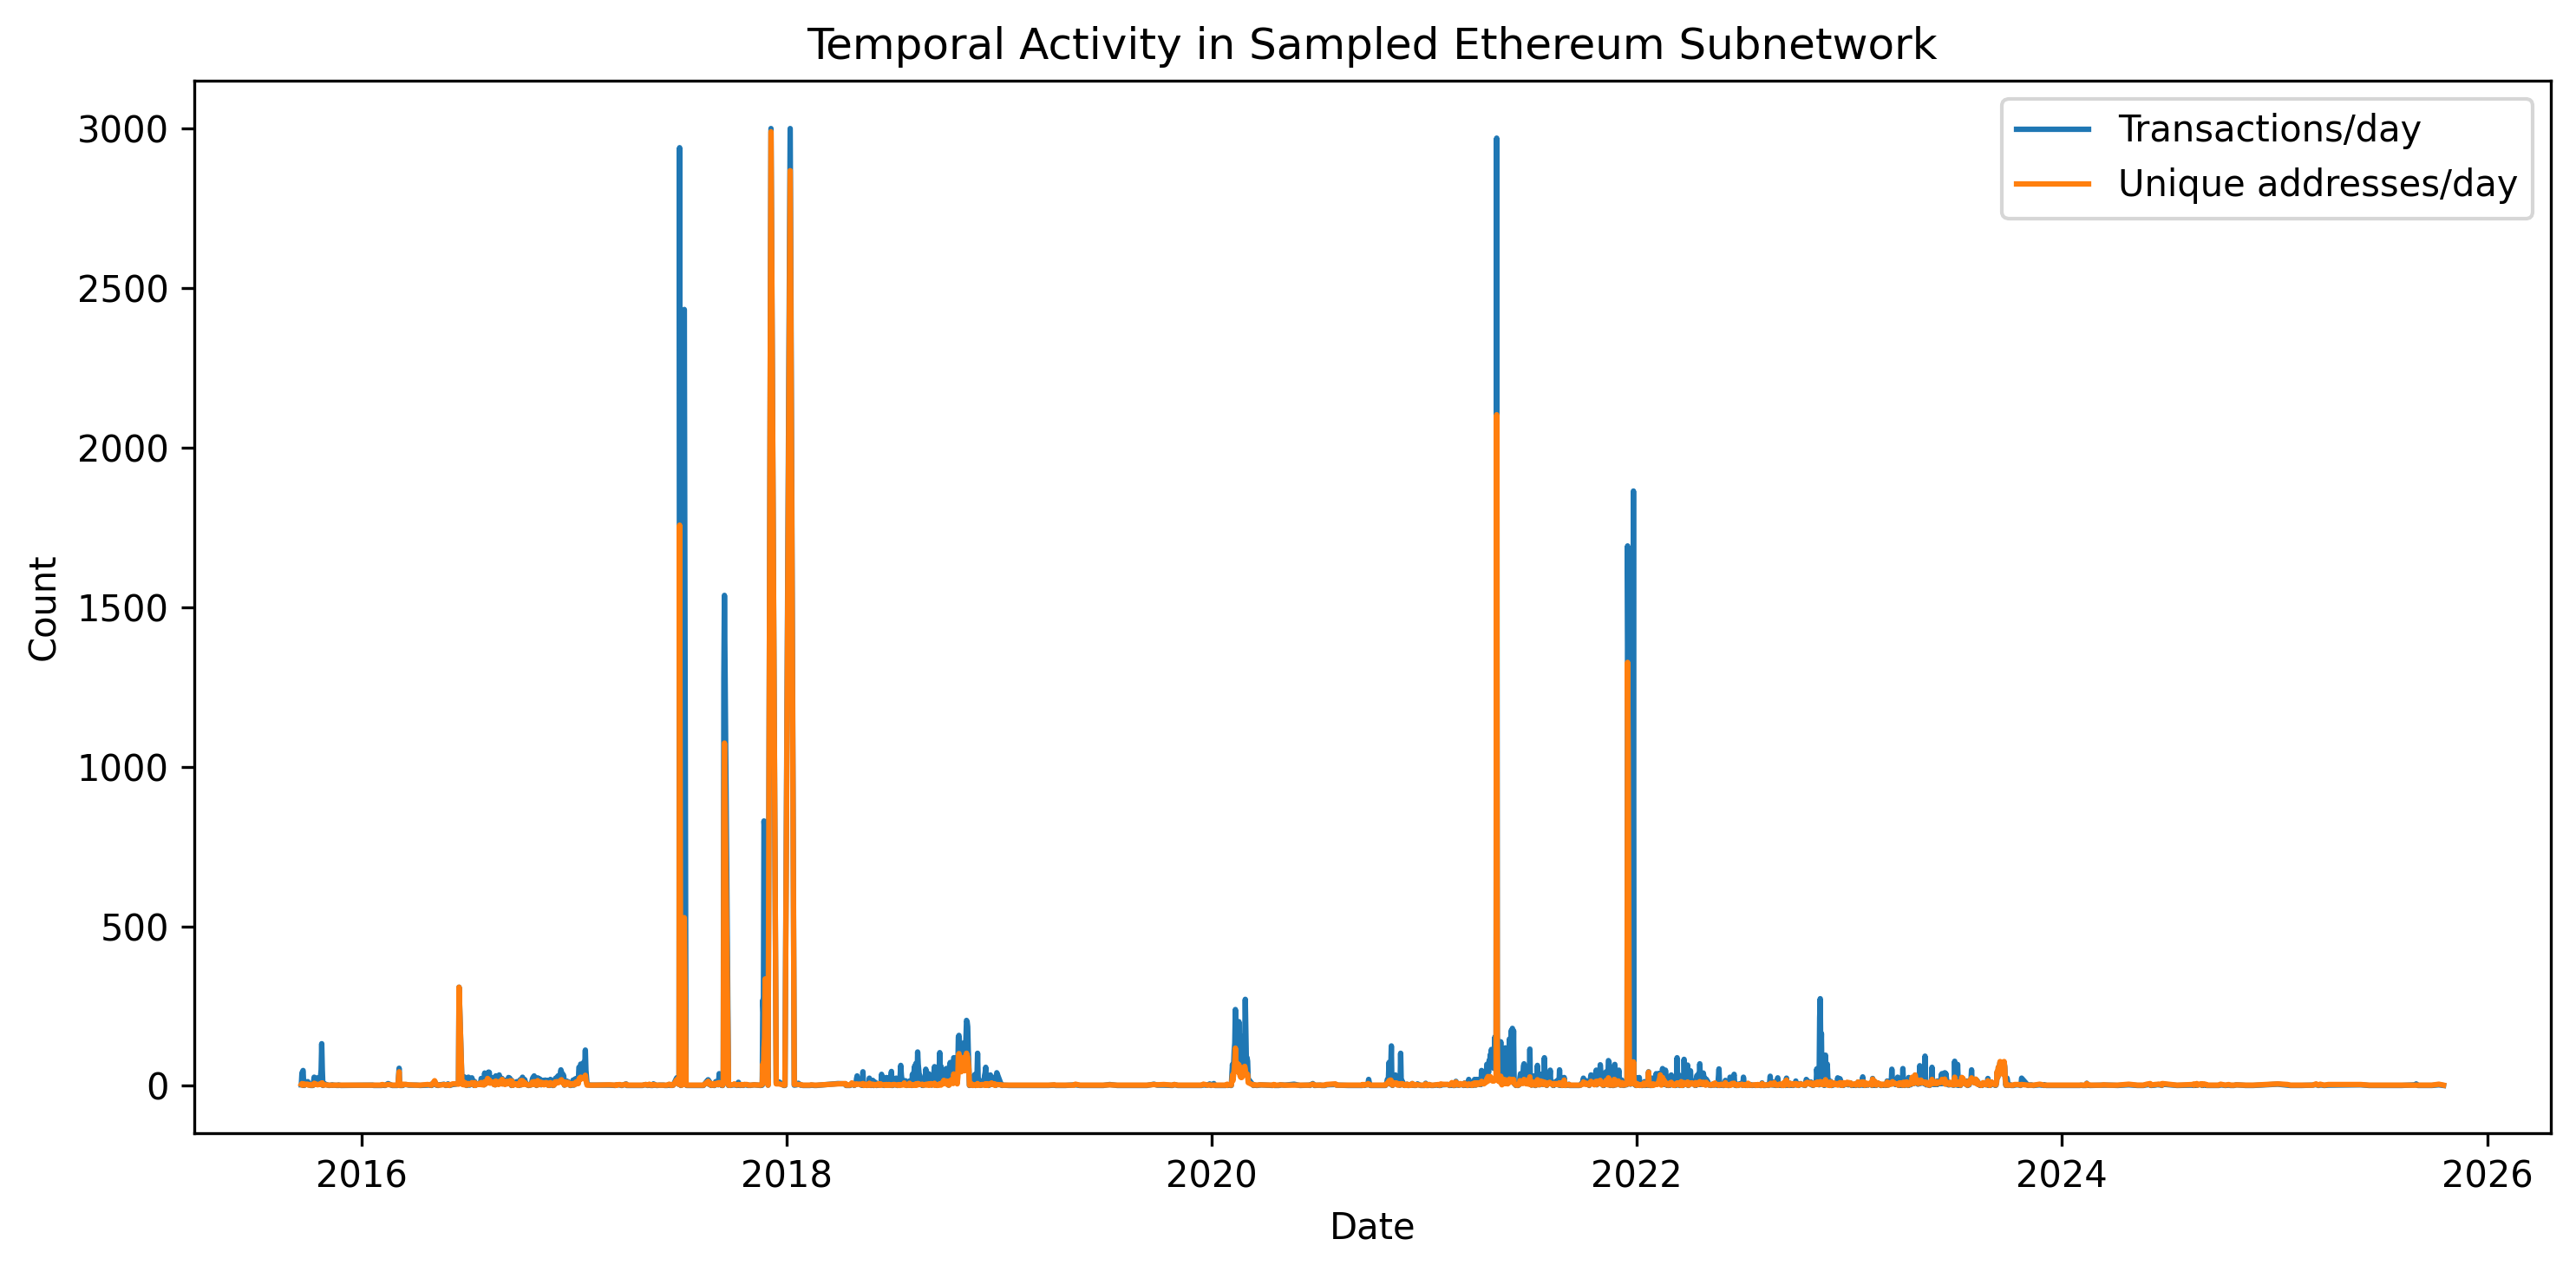 Temporal Activity in Sampled Ethereum Subnetwork
Transactions/day
Unique addresses/day
3000
2500
2000
1500
1000
500
0
Count
2016
2018
2020
2022
2024
2026
Date